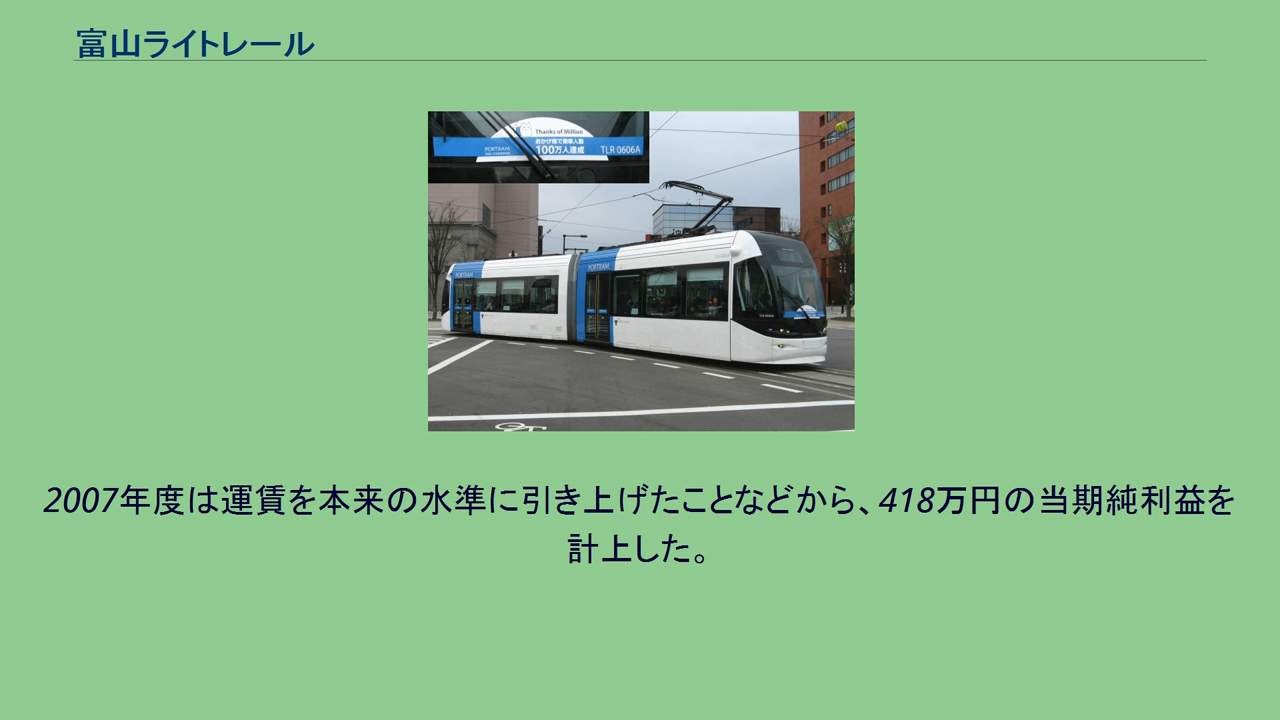 富山ライトレール
Thanks of Million
おかげ様で乗車人数
PORTRAM
100万人達成
TLR 0606A
PORTRAM
PORTRAM
2007年度は運賃を本来の水準に引き上げたことなどから、418万円の当期純利益を
計上した。